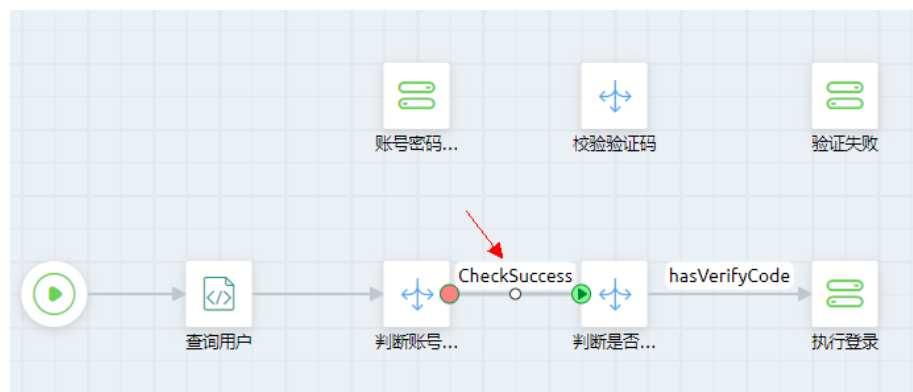 账号密码...
校验验证码
验证失败
CheckSuccess
hasVerifyCode
查询用户
判断账号...
判断是否...
执行登录